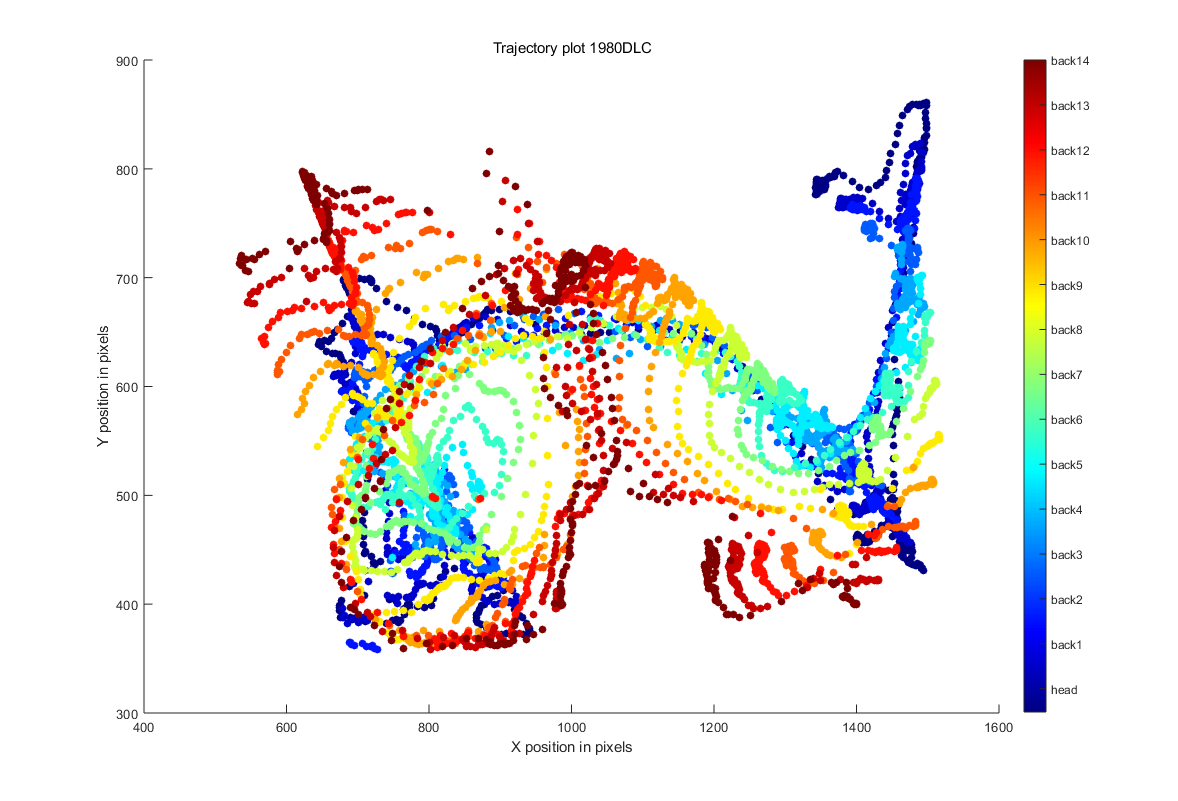 Trajectory plot 1980DLC
900
800
700
600
500
400
300
Y position in pixels
400
600
800
1000
1200
1400
1600
X position in pixels
back14
back13
back12
back11
back10
back9
back8
back7
back6
back5
back4
back3
back2
back1
head